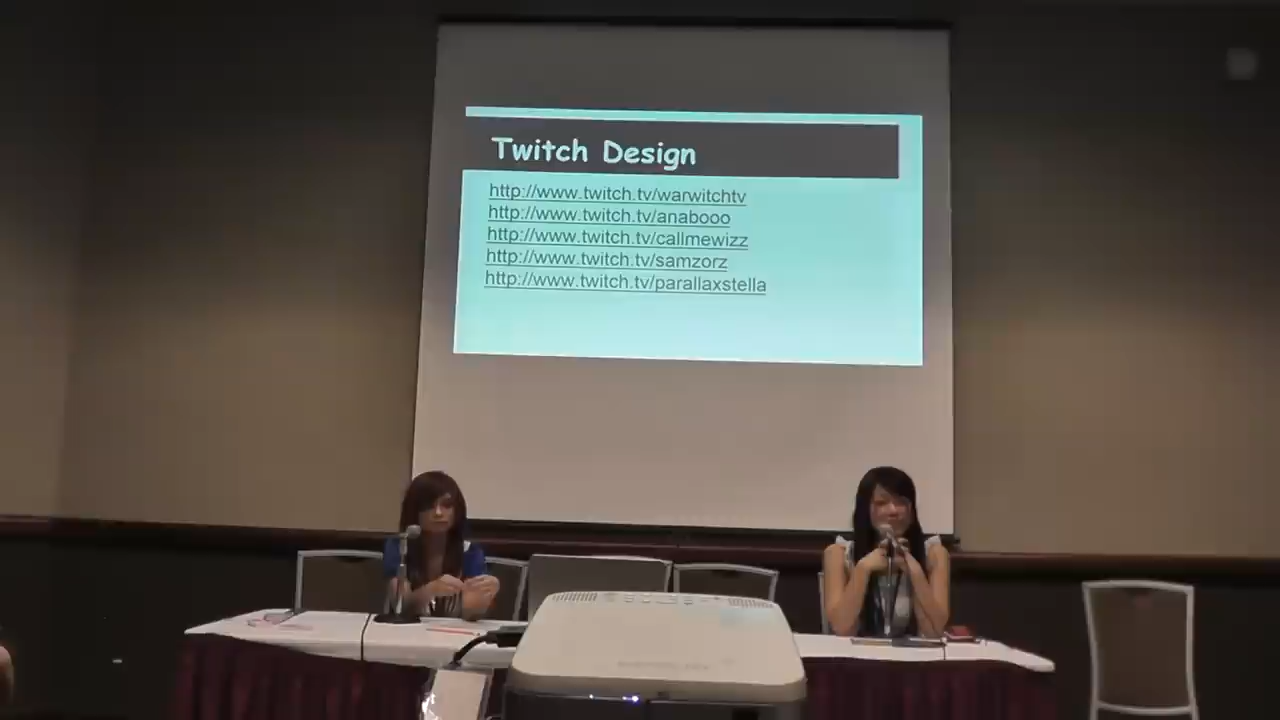 Twitch Design
http://www.twitch.tv/warwitchtv
http://www.twitch.tv/anabooo
http://www.twitch.tv/callmewizz
http://www.twitch.tv/samzorz
http://www.twitch.tv/parallaxstella